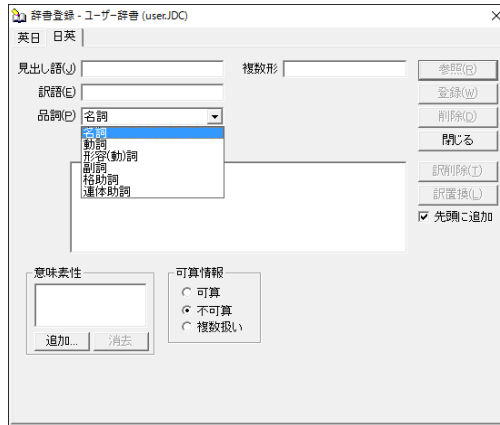 辞書登録 - ユーザー辞書 (user.JDC)
英日 日英
見出し語(J) 複数形 参照(R)
訳語(E) 登録(W)
品詞(P) 名詞 削除(D)
名詞
動詞
形容(動)詞
副詞
格助詞
連体助詞
閉じる
訳削除(T)
訳置換(L)
先頭に追加
意味素性 可算情報
可算
不可算
複数扱い
追加... 消去